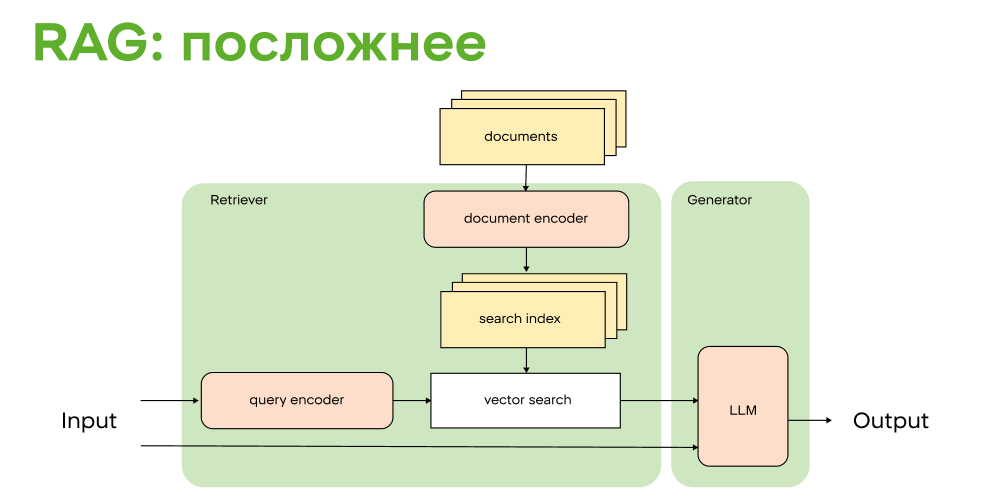 RAG: посложнее
documents
Retriever
Generator
document encoder
search index
query encoder
vector search
LLM
Input
Output